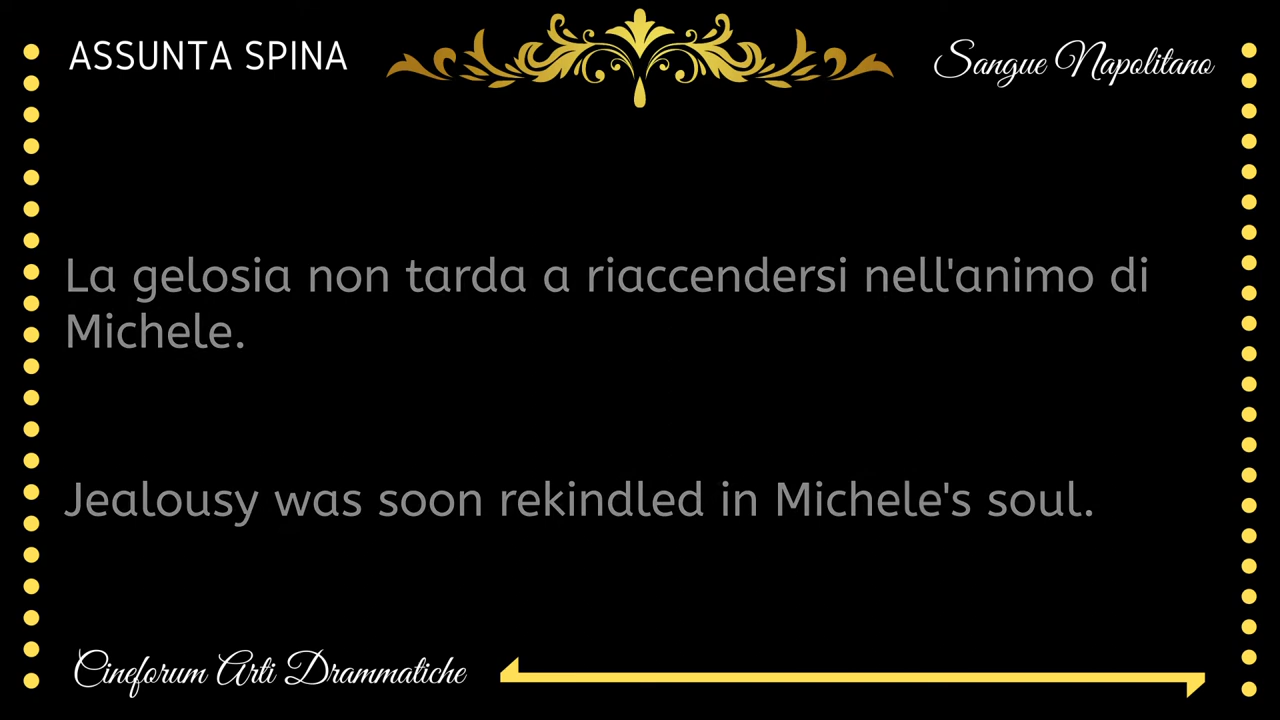 ASSUNTA SPINA
Sangue Napolitano
La gelosia non tarda a riaccendersi nell'animo di
Michele.
Jealousy was soon rekindled in Michele's soul.
Cineforum Arti Drammatiche